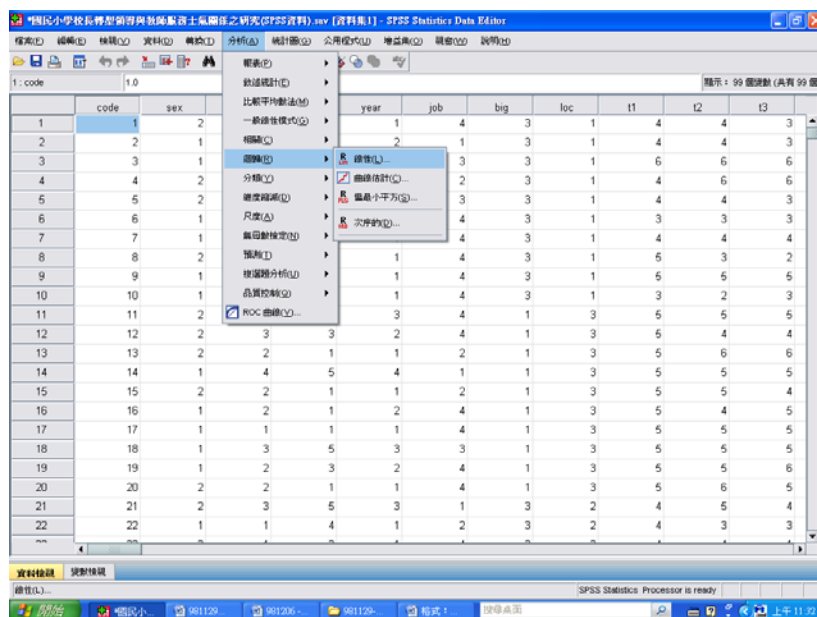 *國民小學校長轉型領導與教師服務士氣關係之研究(SPSS資料).sav [資料集1] - SPSS Statistics Data Editor
檔案(F) 編輯(E) 檢視(V) 資料(D) 轉換(T) 分析(A) 統計圖(G) 公用程式(U) 增益集(O) 視窗(W) 說明(H)
1 : code 1.0 顯示： 99 個變數 (共有 99 個
報表(P)
敘述統計(E)
比較平均數法(M)
一般線性模式(G)
相關(C)
迴歸(R)
分類(Y)
維度縮減(D)
尺度(A)
無母數檢定(N)
預測(T)
複選題分析(U)
品質控制(Q)
ROC 曲線(V)...
線性(L)...
曲線估計(C)...
偏最小平方(S)...
次序的(D)...
code sex year job big loc t1 t2 t3
1 1 2 1 4 3 1 4 4 3
2 2 1 2 1 3 1 4 4 3
3 3 1 3 3 1 6 6 6
4 4 2 2 3 1 4 6 6
5 5 2 3 3 1 4 4 3
6 6 1 4 3 1 3 3 3
7 7 1 4 3 1 4 4 4
8 8 2 1 4 3 1 5 3 2
9 9 1 1 4 3 1 5 5 5
10 10 1 1 4 3 1 3 2 3
11 11 2 3 4 1 3 5 5 5
12 12 2 3 3 2 4 1 3 5 4 4
13 13 2 2 1 1 2 1 3 5 6 6
14 14 1 4 5 4 1 1 3 5 5 5
15 15 2 2 1 1 2 1 3 5 5 4
16 16 1 2 1 2 4 1 3 5 4 5
17 17 1 1 1 1 4 1 3 5 5 5
18 18 1 3 5 3 3 1 3 5 5 5
19 19 1 2 3 2 4 1 3 5 5 6
20 20 2 2 1 1 4 1 3 5 6 5
21 21 2 3 5 3 1 3 2 4 5 4
22 22 1 1 4 1 2 3 2 4 3 3
資料檢視 變數檢視
線性(L)... SPSS Statistics Processor is ready
開始 *國民小... 981129... 981206 -... 981129-... 格式：... 搜尋桌面 上午 11:32